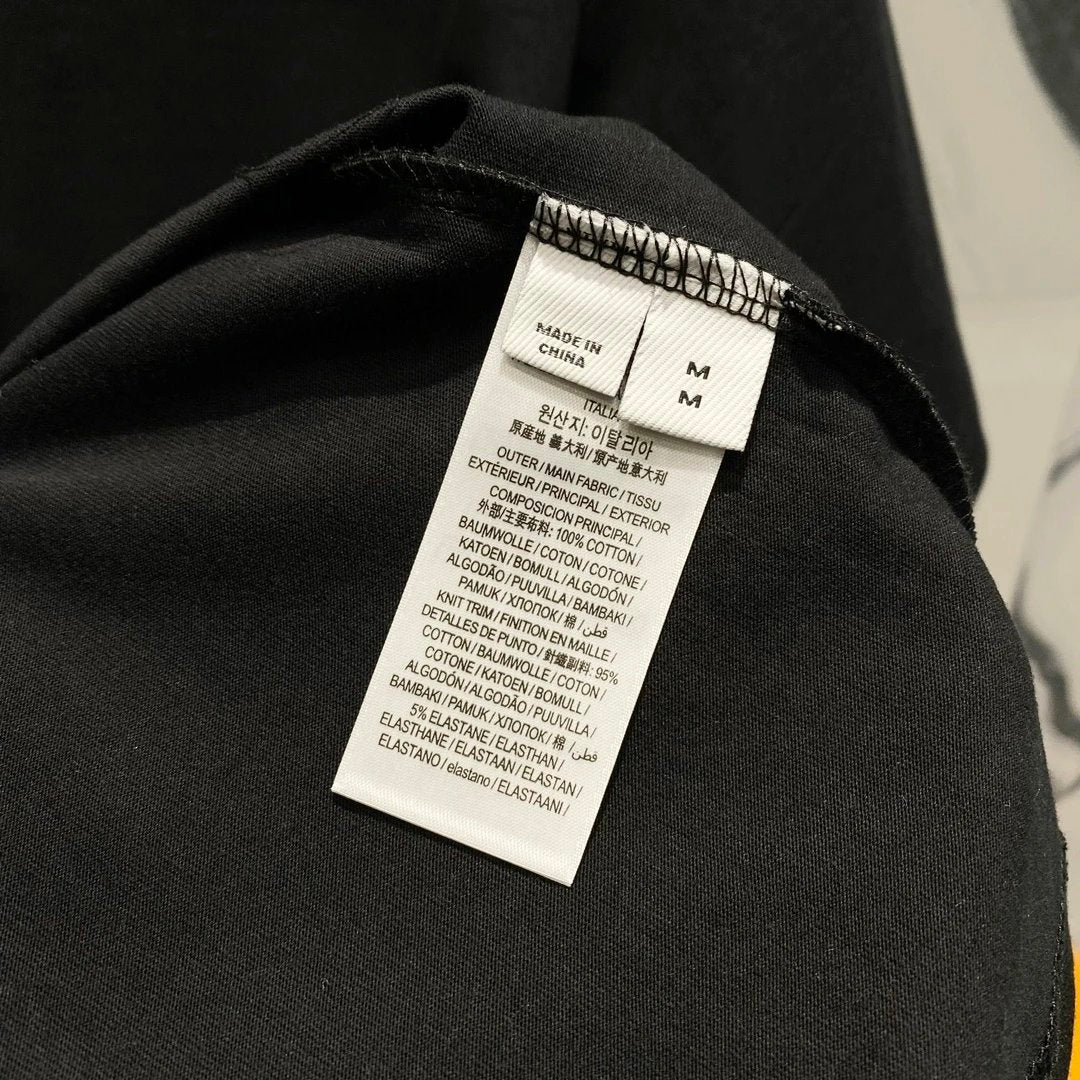 MADE IN
CHINA
M
M
ITALIA
원산지: 이탈리아
原産地 義大利/原产地意大利
OUTER / MAIN FABRIC / TISSU
EXTÉRIEUR / PRINCIPAL / EXTERIOR
COMPOSICION PRINCIPAL /
外部/主要布料: 100% COTTON /
BAUMWOLLE / COTON / COTONE /
KATOEN / BOMULL / ALGODÓN /
ALGODÃO / PUUVILLA / BAMBAKI /
PAMUK / ХЛОПОК / 棉 / قطن
KNIT TRIM / FINITION EN MAILLE /
DETALLES DE PUNTO / 針織副料: 95%
COTTON / BAUMWOLLE / COTON /
COTONE / KATOEN / BOMULL /
ALGODÓN / ALGODÃO / PUUVILLA /
BAMBAKI / PAMUK / ХЛОПОК / 棉 / قطن
5% ELASTANE / ELASTHAN /
ELASTHANE / ELASTAAN / ELASTAN /
ELASTANO / elastano / ELASTAANI /